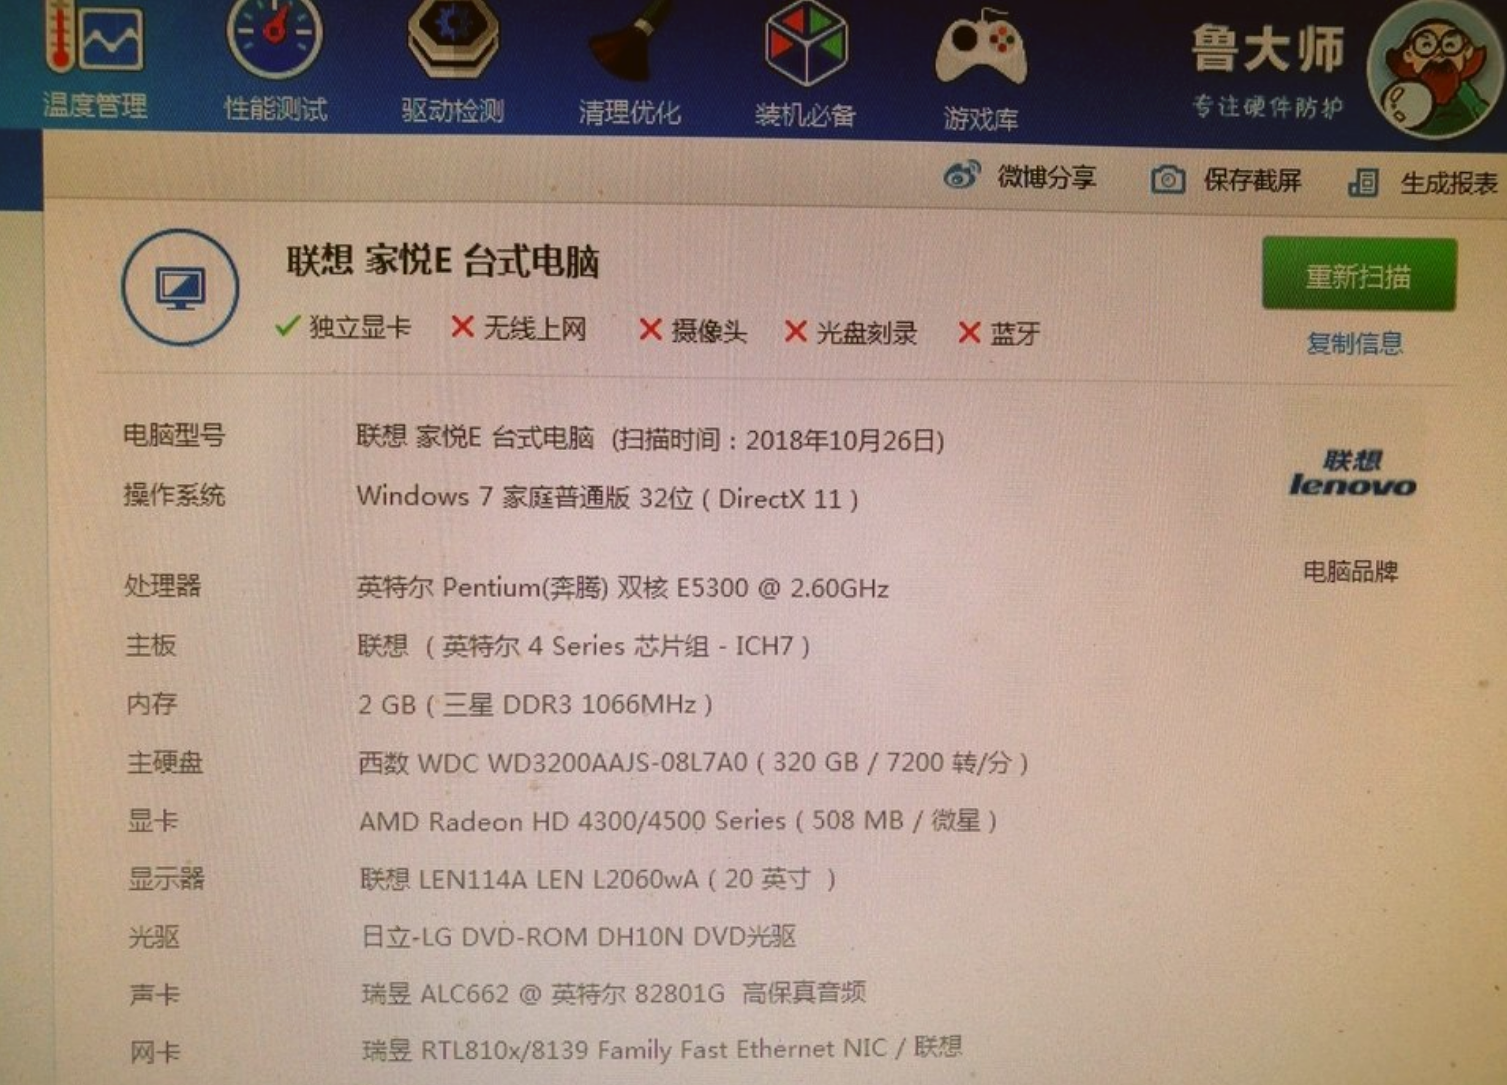 温度管理 性能测试 驱动检测 清理优化 装机必备 游戏库
鲁大师
专注硬件防护
微博分享 保存截屏 生成报表
联想 家悦E 台式电脑
独立显卡 无线上网 摄像头 光盘刻录 蓝牙
重新扫描
复制信息
电脑型号 联想 家悦E 台式电脑 (扫描时间：2018年10月26日)
操作系统 Windows 7 家庭普通版 32位 ( DirectX 11 )
联想
lenovo
电脑品牌
处理器 英特尔 Pentium(奔腾) 双核 E5300 @ 2.60GHz
主板 联想 ( 英特尔 4 Series 芯片组 - ICH7 )
内存 2 GB ( 三星 DDR3 1066MHz )
主硬盘 西数 WDC WD3200AAJS-08L7A0 ( 320 GB / 7200 转/分 )
显卡 AMD Radeon HD 4300/4500 Series ( 508 MB / 微星 )
显示器 联想 LEN114A LEN L2060wA ( 20 英寸 )
光驱 日立-LG DVD-ROM DH10N DVD光驱
声卡 瑞昱 ALC662 @ 英特尔 82801G 高保真音频
网卡 瑞昱 RTL810x/8139 Family Fast Ethernet NIC / 联想